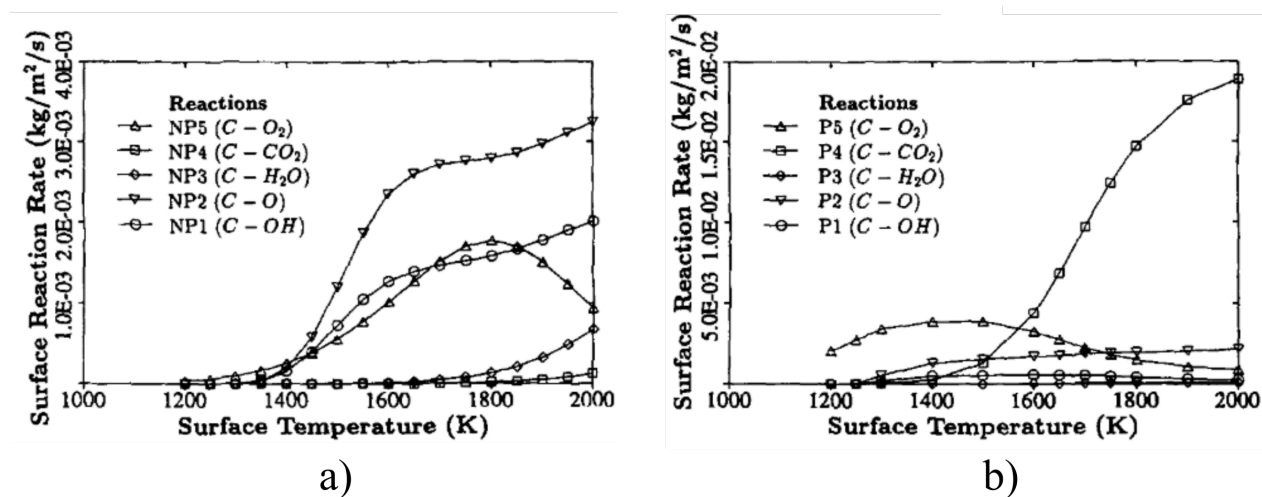 Surface Reaction Rate (kg/m²/s)
4.0E-03
3.0E-03
2.0E-03
1.0E-03
Reactions
NP5 (C − O₂)
NP4 (C − CO₂)
NP3 (C − H₂O)
NP2 (C − O)
NP1 (C − OH)
1000 1200 1400 1600 1800 2000
Surface Temperature (K)
a)
Surface Reaction Rate (kg/m²/s)
2.0E-02
1.5E-02
1.0E-02
5.0E-03
Reactions
P5 (C − O₂)
P4 (C − CO₂)
P3 (C − H₂O)
P2 (C − O)
P1 (C − OH)
1000 1200 1400 1600 1800 2000
Surface Temperature (K)
b)